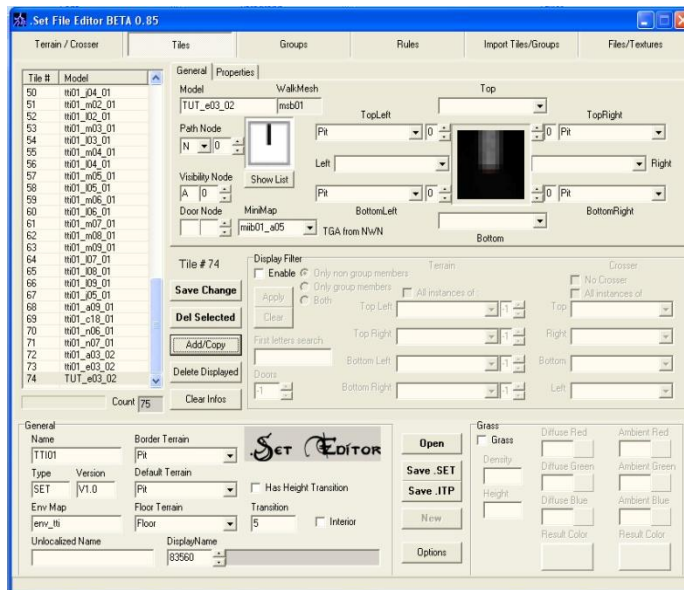 .Set File Editor BETA 0.85
Terrain / Crosser Tiles Groups Rules Import Tiles/Groups Files/Textures
Tile # Model
50 tti01_j04_01
51 tti01_m02_01
52 tti01_l02_01
53 tti01_m03_01
54 tti01_l03_01
55 tti01_m04_01
56 tti01_l04_01
57 tti01_m05_01
58 tti01_l05_01
59 tti01_m06_01
60 tti01_l06_01
61 tti01_m07_01
62 tti01_m08_01
63 tti01_m09_01
64 tti01_l07_01
65 tti01_l08_01
66 tti01_l09_01
67 tti01_j05_01
68 tti01_a09_01
69 tti01_c18_01
70 tti01_n06_01
71 tti01_n07_01
72 tti01_a03_02
73 tti01_e03_02
74 TUT_e03_02
Count 75
General Properties
Model WalkMesh
TUT_e03_02 msb01
Path Node
N 0
Visibility Node Show List
A 0
Door Node MiniMap
miib01_a05 TGA from NWN
Top
TopLeft TopRight
Pit 0 0 Pit
Left Right
Pit 0 0 Pit
BottomLeft BottomRight
Bottom
Tile # 74
Save Change
Del Selected
Add/Copy
Delete Displayed
Clear Infos
Display Filter
Enable Only non group members
Only group members
Both
Apply
Clear
First letters search
Doors
-1
Terrain
All instances of :
Top Left -1
Top Right -1
Bottom Left -1
Bottom Right -1
Crosser
No Crosser
All instances of
Top
Right
Bottom
Left
General
Name Border Terrain
TTI01 Pit
.Set Editor
Type Version Default Terrain
SET V1.0 Pit Has Height Transition
Env Map Floor Terrain Transition
env_tti Floor 5 Interior
Unlocalized Name DisplayName
83560
Open
Save .SET
Save .ITP
New
Options
Grass
Grass Diffuse Red Ambient Red
Density
Diffuse Green Ambient Green
Height
Diffuse Blue Ambient Blue
Result Color Result Color